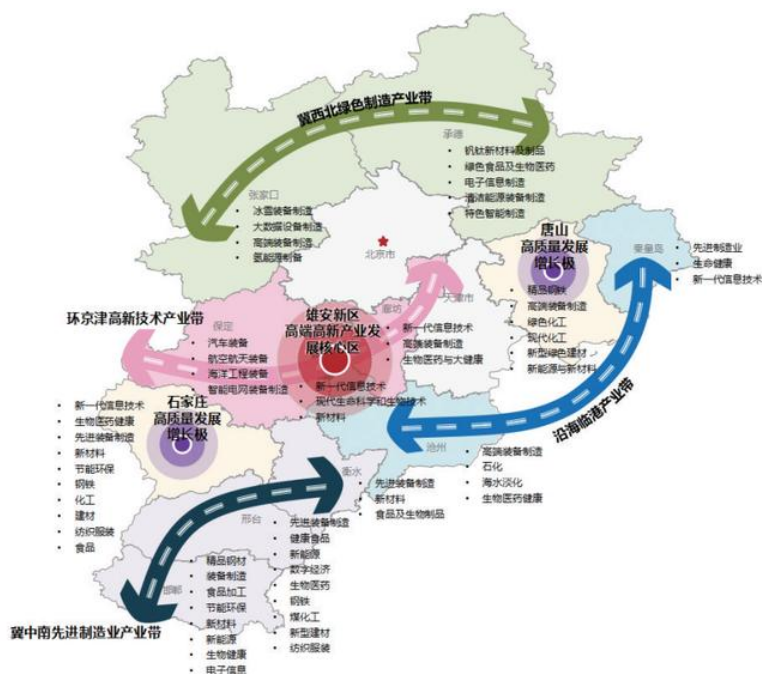 冀西北绿色制造产业带
承德
钒钛新材料及制品
绿色食品及生物医药
电子信息制造
清洁能源装备制造
特色智能制造
张家口
冰雪装备制造
大数据设备制造
高端装备制造
氢能源制备
北京市
唐山
高质量发展
增长极
精品钢铁
高端装备制造
绿色化工
现代化工
新型绿色建材
新能源与新材料
秦皇岛
先进制造业
生命健康
新一代信息技术
天津市
廊坊
新一代信息技术
高端装备制造
生物医药与大健康
环京津高新技术产业带
保定
汽车装备
航空航天装备
海洋工程装备
智能电网装备制造
雄安新区
高端高新产业发
展核心区
新一代信息技术
现代生命科学和生物技术
新材料
石家庄
高质量发展
增长极
新一代信息技术
生物医药健康
先进装备制造
新材料
节能环保
钢铁
化工
建材
纺织服装
食品
沿海临港产业带
沧州
高端装备制造
石化
海水淡化
生物医药健康
衡水
先进装备制造
新材料
食品及生物制品
邢台
先进装备制造
健康食品
新能源
数字经济
生物医药
钢铁
煤化工
新型建材
纺织服装
邯郸
精品钢材
装备制造
食品加工
节能环保
新材料
新能源
生物健康
电子信息
冀中南先进制造业产业带